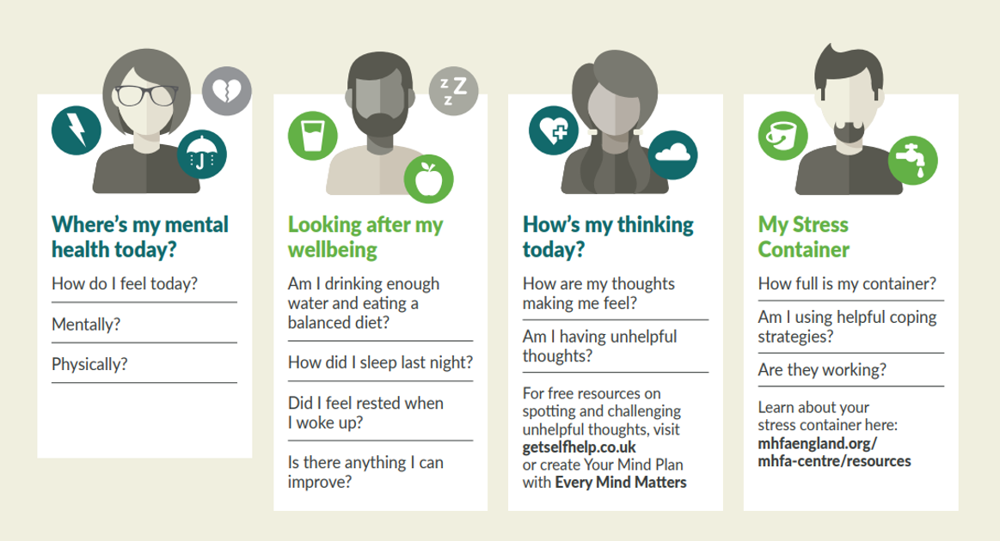 z Z
z
Where's my mental
health today?
How do I feel today?
Mentally?
Physically?
Looking after my
wellbeing
Am I drinking enough
water and eating a
balanced diet?
How did I sleep last night?
Did I feel rested when
I woke up?
Is there anything I can
improve?
How's my thinking
today?
How are my thoughts
making me feel?
Am I having unhelpful
thoughts?
For free resources on
spotting and challenging
unhelpful thoughts, visit
getselfhelp.co.uk
or create Your Mind Plan
with Every Mind Matters
My Stress
Container
How full is my container?
Am I using helpful coping
strategies?
Are they working?
Learn about your
stress container here:
mhfaengland.org/
mhfa-centre/resources